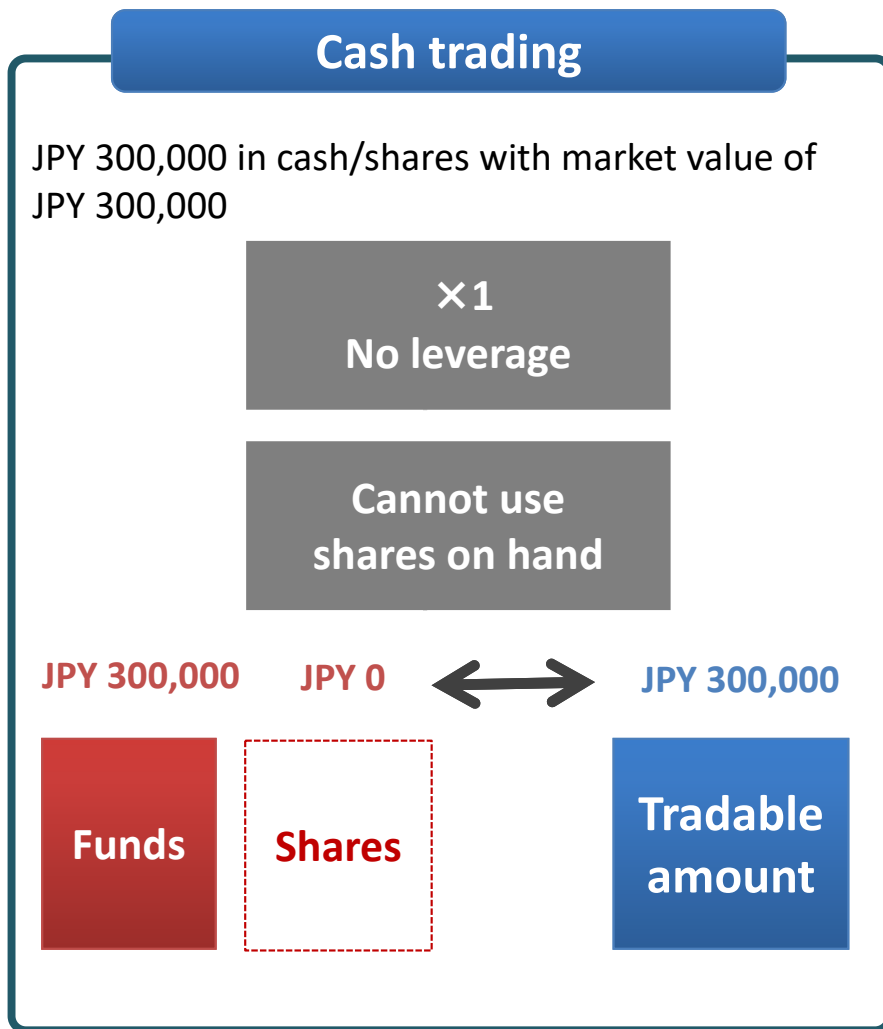 Cash trading
JPY 300,000 in cash/shares with market value of
JPY 300,000
×1
No leverage
Cannot use
shares on hand
JPY 300,000 JPY 0 JPY 300,000
Funds
Shares
Tradable
amount